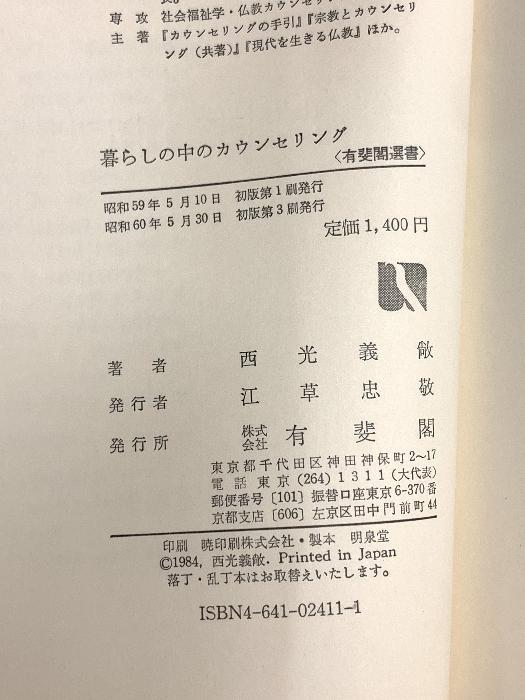 専攻 社会福祉学・仏教カウンセリン
主著 『カウンセリングの手引』『宗教とカウンセリ
ング(共著)』『現代を生きる仏教』ほか。
暮らしの中のカウンセリング
〈有斐閣選書〉
昭和59年5月10日 初版第1刷発行
昭和60年5月30日 初版第3刷発行
定価1,400円
著者 西光義敞
発行者 江草忠敬
発行所 株式会社 有斐閣
東京都千代田区神田神保町2~17
電話 東京(264)1311(大代表)
郵便番号〔101〕振替口座東京6-370番
京都支店〔606〕左京区田中門前町44
印刷 暁印刷株式会社・製本 明泉堂
©1984, 西光義敞. Printed in Japan
落丁・乱丁本はお取替えいたします。
ISBN4-641-02411-1